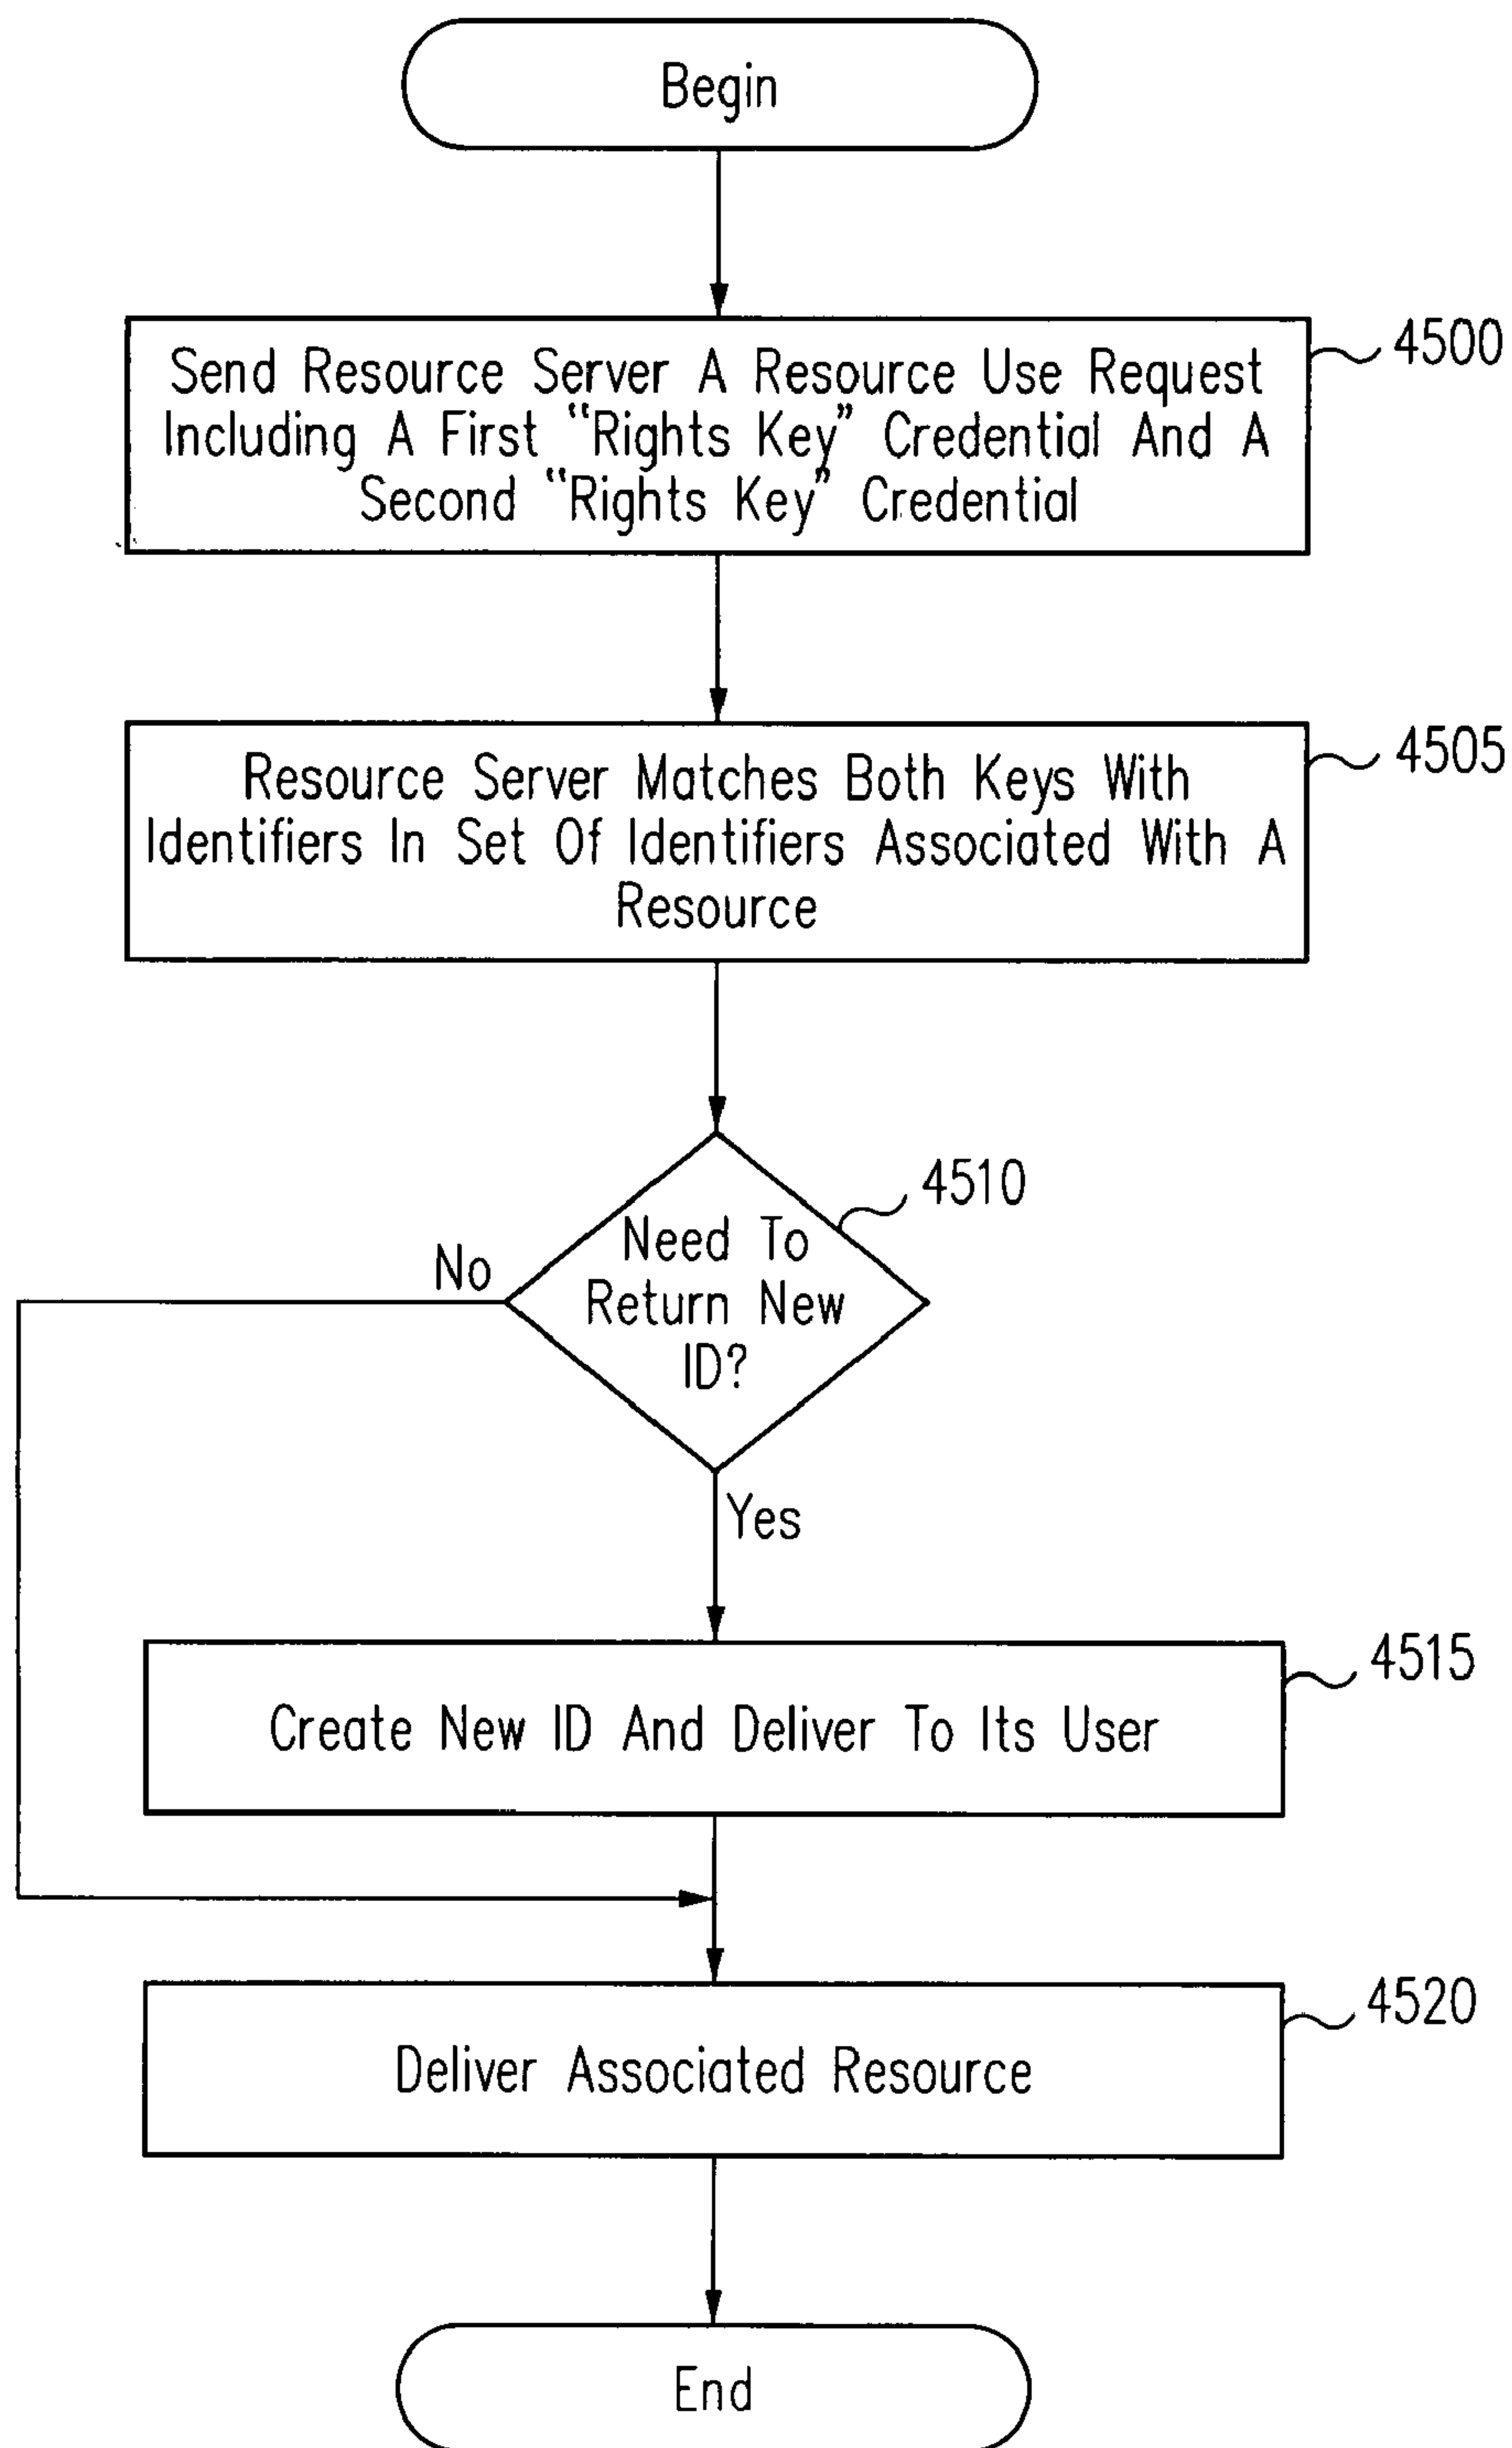 Begin
Send Resource Server A Resource Use Request
Including A First “Rights Key” Credential And A
Second “Rights Key” Credential
4500
Resource Server Matches Both Keys With
Identifiers In Set Of Identifiers Associated With A
Resource
4505
4510
Need To
Return New
ID?
No
Yes
Create New ID And Deliver To Its User
4515
Deliver Associated Resource
4520
End